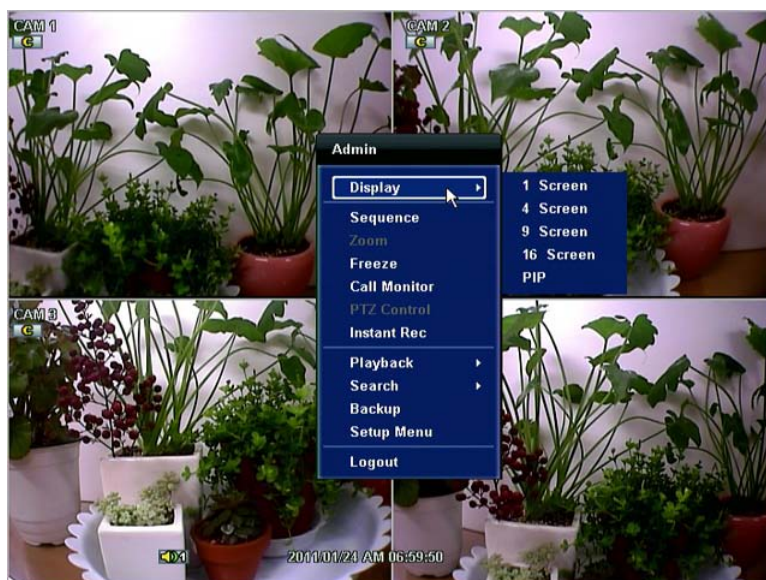 CAM 1
C
CAM 2
C
Admin
Display
1 Screen
4 Screen
9 Screen
16 Screen
PIP
Sequence
Zoom
Freeze
Call Monitor
PTZ Control
Instant Rec
CAM 3
C
Playback
Search
Backup
Setup Menu
Logout
1
2011/01/24 AM 06:59:50